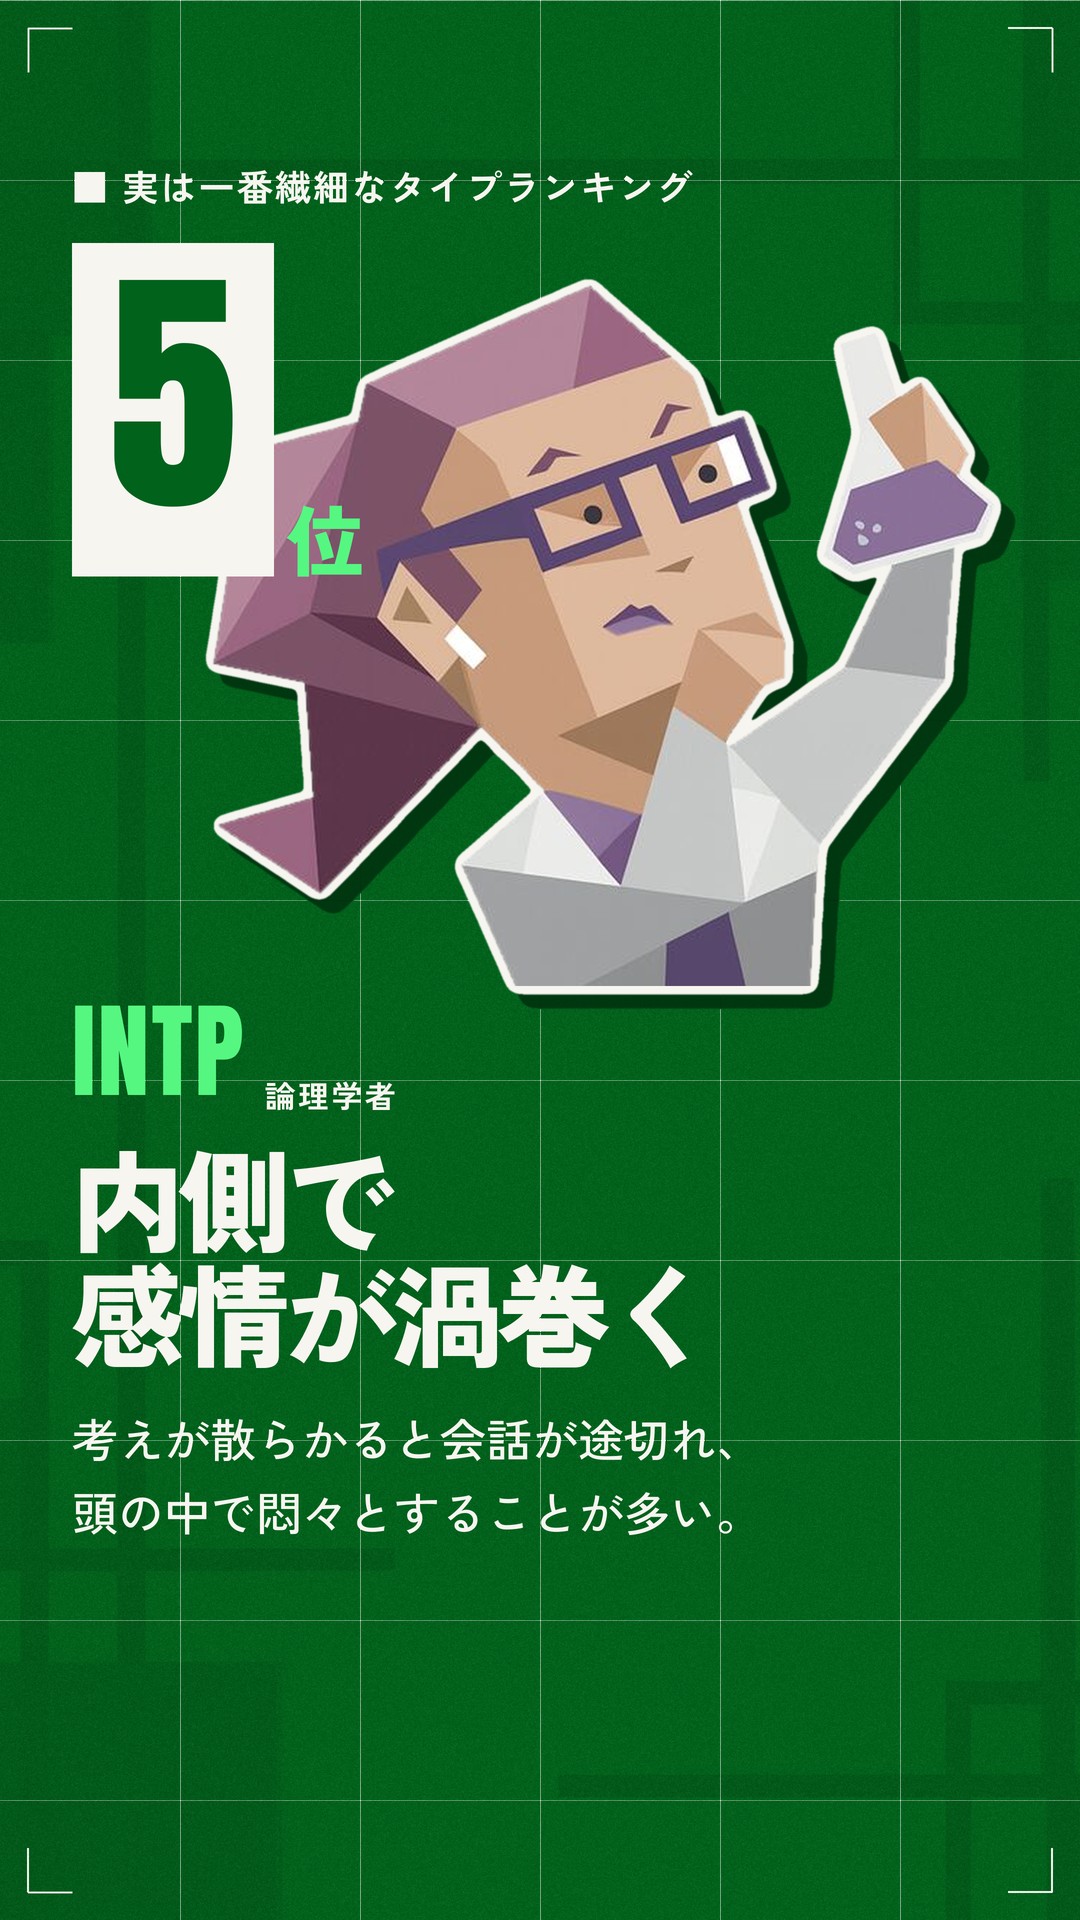 ■ 実は一番繊細なタイプランキング
5位
INTP 論理学者
内側で
感情が渦巻く
考えが散らかると会話が途切れ、
頭の中で悶々とすることが多い。